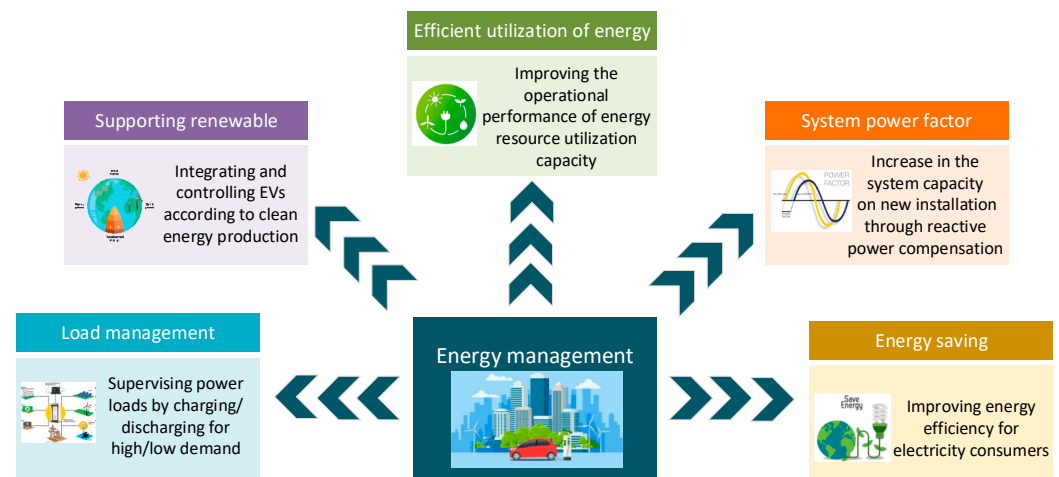 Efficient utilization of energy
Improving the
operational
performance of energy
resource utilization
capacity
Supporting renewable
Integrating and
controlling EVs
according to clean
energy production
System power factor
POWER
FACTOR
Increase in the
system capacity
on new installation
through reactive
power compensation
Load management
Supervising power
loads by charging/
discharging for
high/low demand
Energy management
Energy saving
Save
Energy
Improving energy
efficiency for
electricity consumers